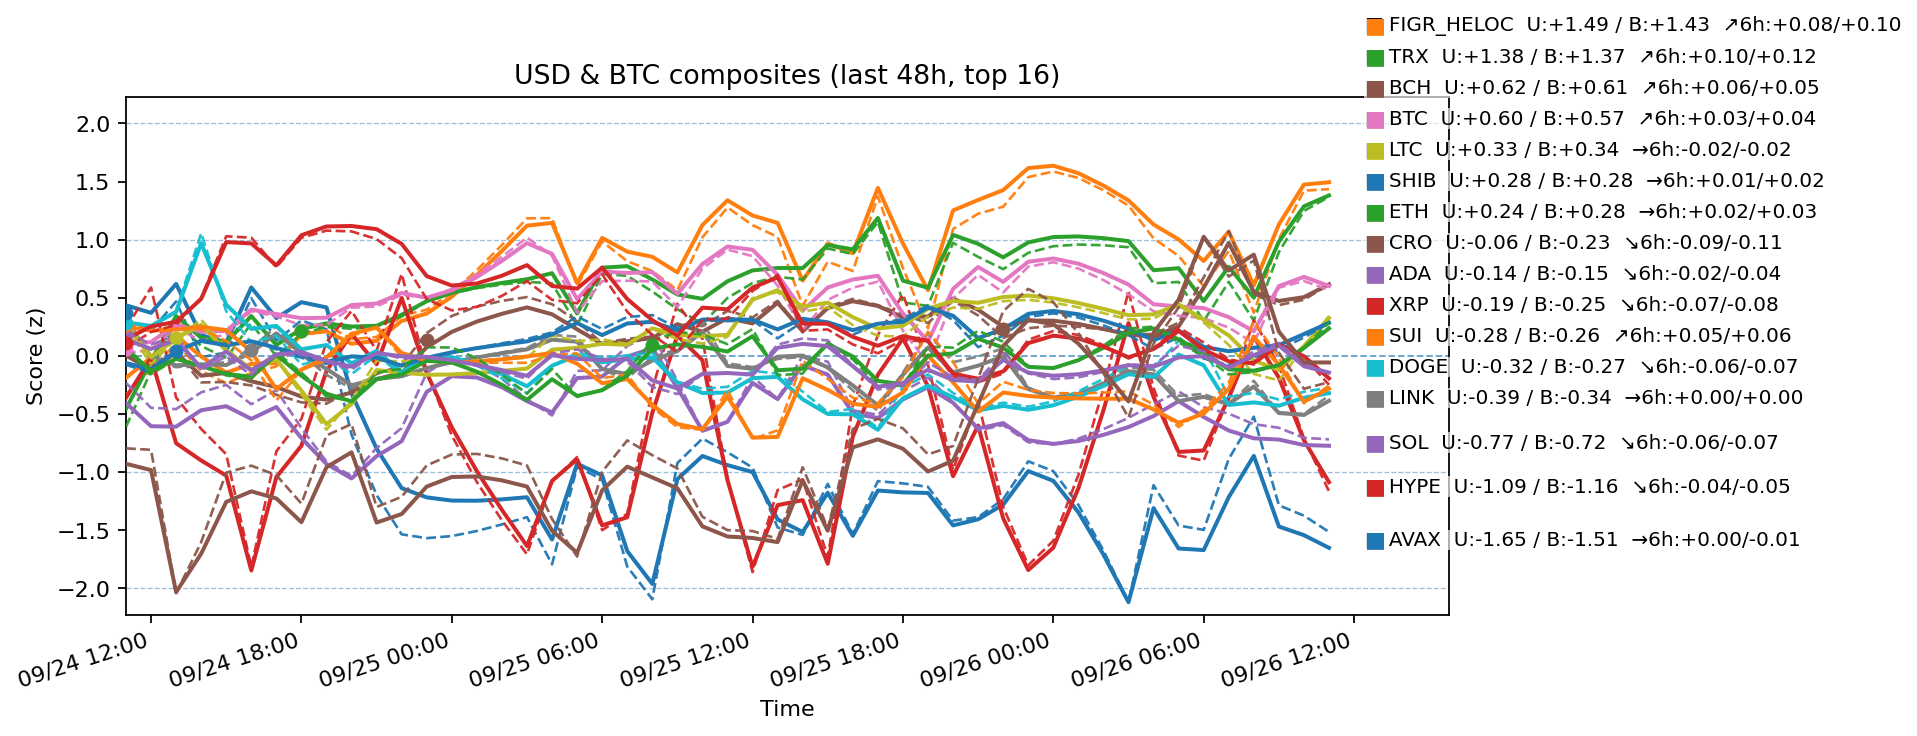 USD & BTC composites (last 48h, top 16)
FIGR_HELOC U:+1.49 / B:+1.43 ↗6h:+0.08/+0.10
TRX U:+1.38 / B:+1.37 ↗6h:+0.10/+0.12
BCH U:+0.62 / B:+0.61 ↗6h:+0.06/+0.05
BTC U:+0.60 / B:+0.57 ↗6h:+0.03/+0.04
LTC U:+0.33 / B:+0.34 →6h:-0.02/-0.02
SHIB U:+0.28 / B:+0.28 →6h:+0.01/+0.02
ETH U:+0.24 / B:+0.28 →6h:+0.02/+0.03
CRO U:-0.06 / B:-0.23 ↘6h:-0.09/-0.11
ADA U:-0.14 / B:-0.15 ↘6h:-0.02/-0.04
XRP U:-0.19 / B:-0.25 ↘6h:-0.07/-0.08
SUI U:-0.28 / B:-0.26 ↗6h:+0.05/+0.06
DOGE U:-0.32 / B:-0.27 ↘6h:-0.06/-0.07
LINK U:-0.39 / B:-0.34 →6h:+0.00/+0.00
SOL U:-0.77 / B:-0.72 ↘6h:-0.06/-0.07
HYPE U:-1.09 / B:-1.16 ↘6h:-0.04/-0.05
AVAX U:-1.65 / B:-1.51 →6h:+0.00/-0.01
Score (z)
2.0
1.5
1.0
0.5
0.0
−0.5
−1.0
−1.5
−2.0
09/24 12:00
09/24 18:00
09/25 00:00
09/25 06:00
09/25 12:00
09/25 18:00
09/26 00:00
09/26 06:00
09/26 12:00
Time